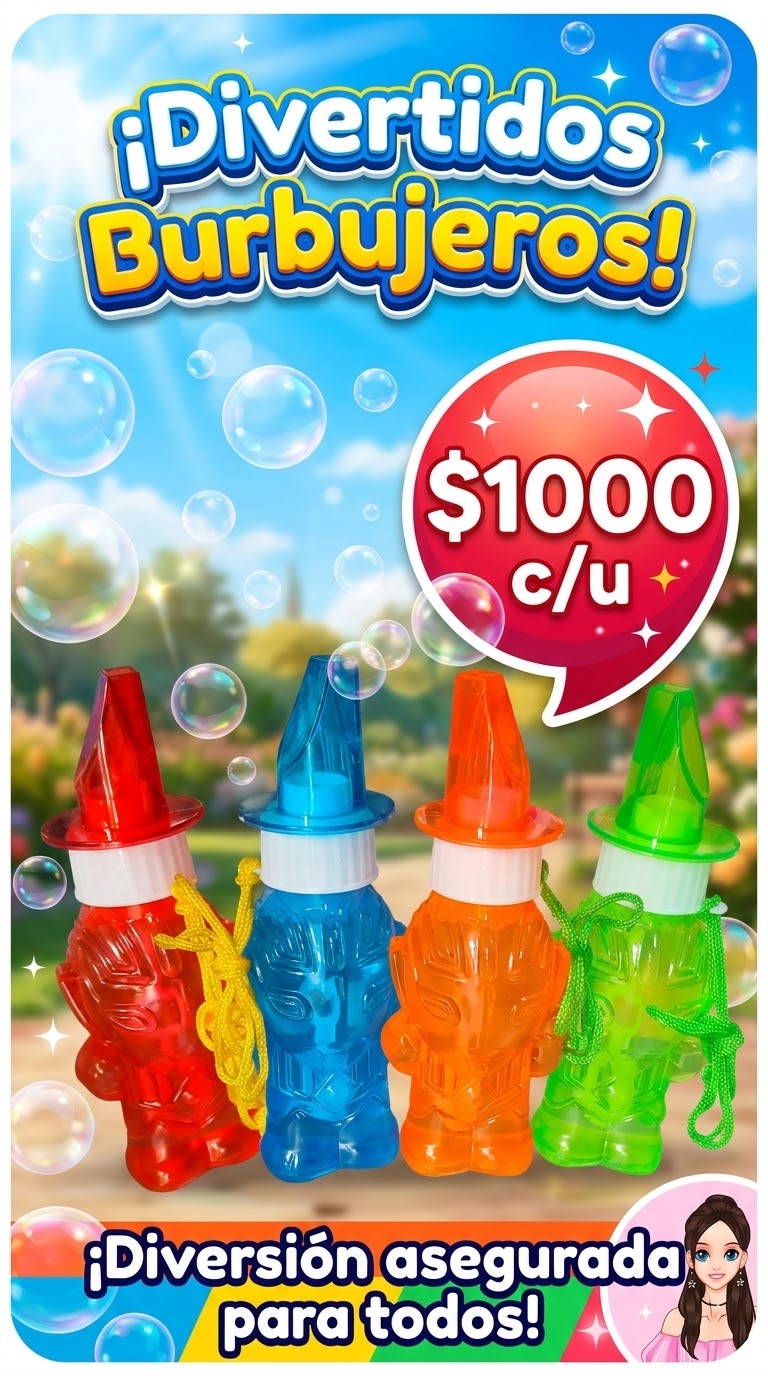 ¡Divertidos
Burbujeros!
$1000
c/u
¡Diversión asegurada
para todos!